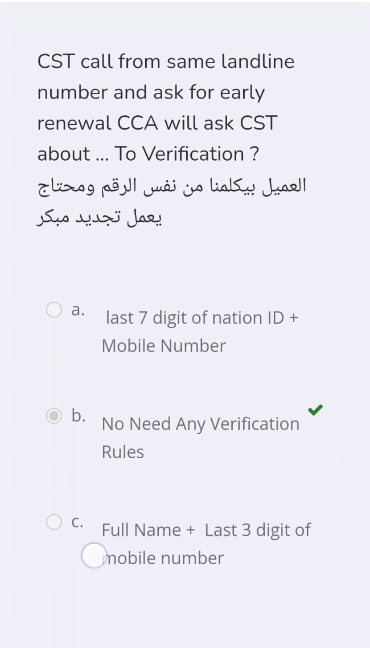 CST call from same landline
number and ask for early
renewal CCA will ask CST
about ... To Verification ?
العميل بيكلمنا من نفس الرقم ومحتاج
يعمل تجديد مبكر
a. last 7 digit of nation ID +
Mobile Number
b. No Need Any Verification
Rules
c. Full Name + Last 3 digit of
mobile number